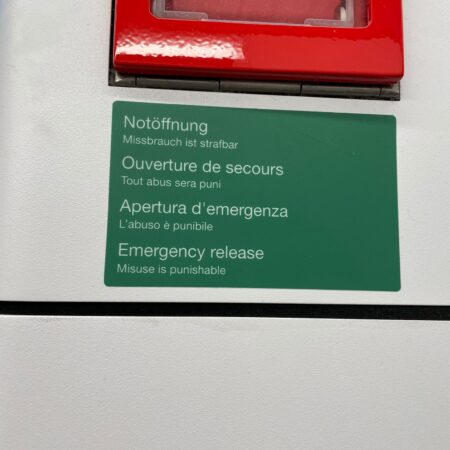 Notöffnung
Missbrauch ist strafbar
Ouverture de secours
Tout abus sera puni
Apertura d'emergenza
L'abuso è punibile
Emergency release
Misuse is punishable